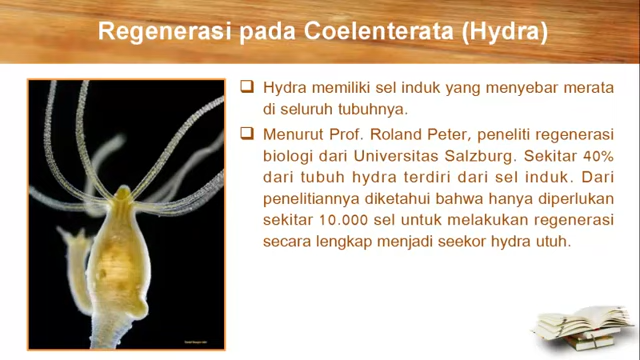 Regenerasi pada Coelenterata (Hydra)
Hydra memiliki sel induk yang menyebar merata
di seluruh tubuhnya.
Menurut Prof. Roland Peter, peneliti regenerasi
biologi dari Universitas Salzburg. Sekitar 40%
dari tubuh hydra terdiri dari sel induk. Dari
penelitiannya diketahui bahwa hanya diperlukan
sekitar 10.000 sel untuk melakukan regenerasi
secara lengkap menjadi seekor hydra utuh.